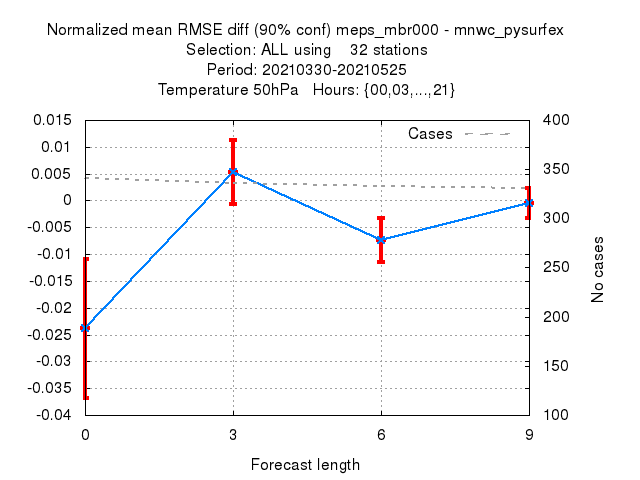 Normalized mean RMSE diff (90% conf) meps_mbr000 - mnwc_pysurfex
Selection: ALL using 32 stations
Period: 20210330-20210525
Temperature 50hPa Hours: {00,03,...,21}
Cases
0.015
0.01
0.005
0
-0.005
-0.01
-0.015
-0.02
-0.025
-0.03
-0.035
-0.04
400
350
300
250
200
150
100
No cases
0 3 6 9
Forecast length